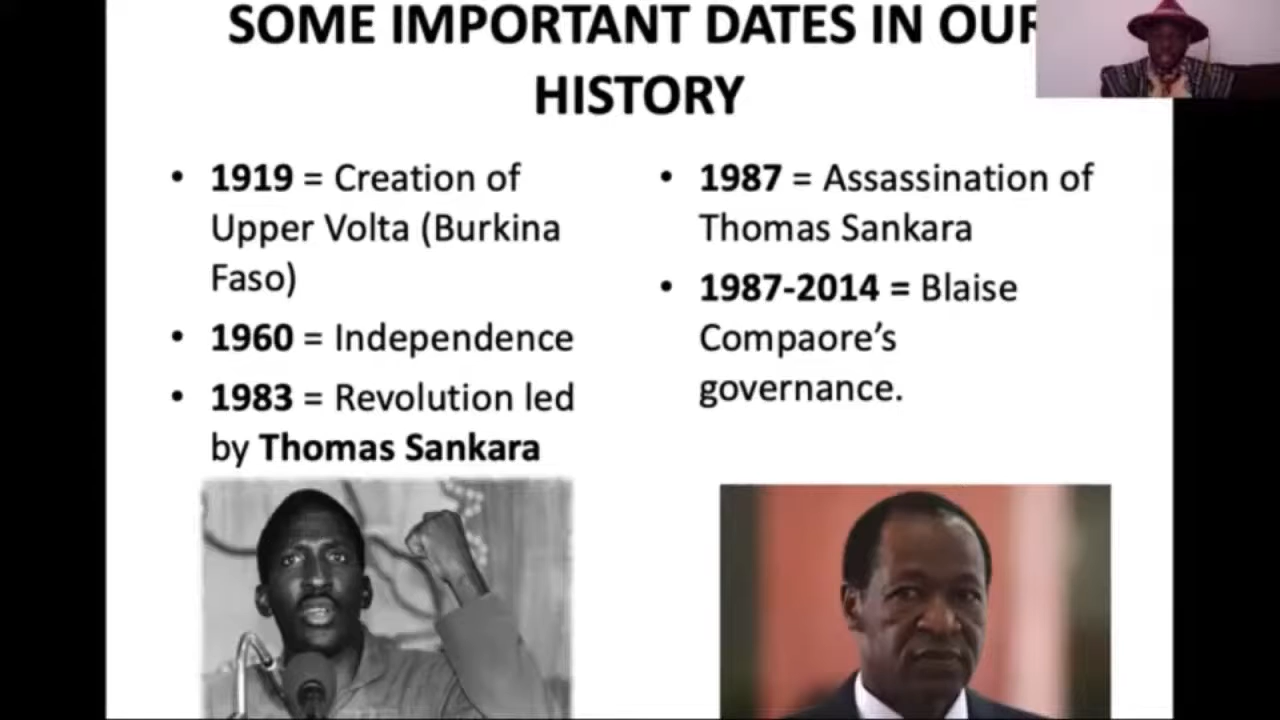 SOME IMPORTANT DATES IN OUR
HISTORY
• 1919 = Creation of
Upper Volta (Burkina
Faso)
• 1960 = Independence
• 1983 = Revolution led
by Thomas Sankara
• 1987 = Assassination of
Thomas Sankara
• 1987-2014 = Blaise
Compaore’s
governance.